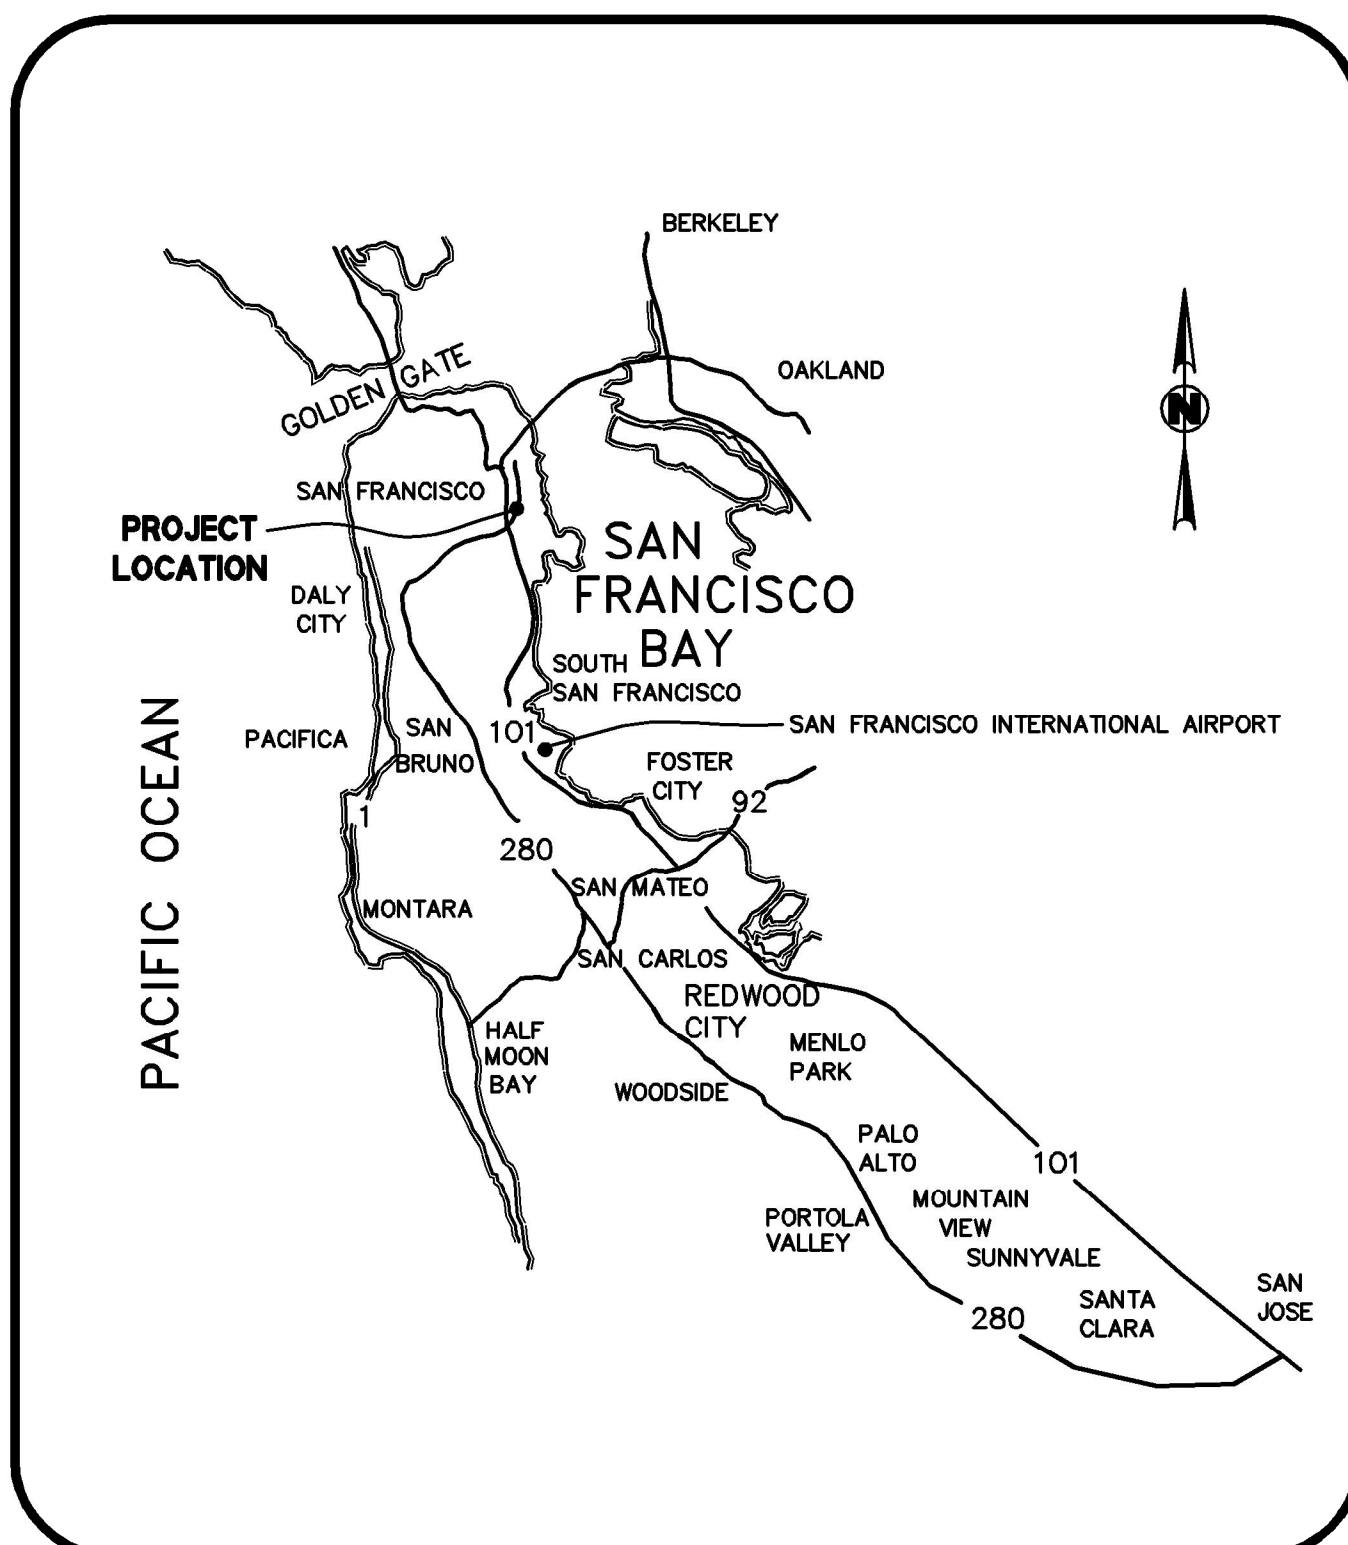 BERKELEY
OAKLAND
GOLDEN GATE
N
SAN FRANCISCO
PROJECT
LOCATION
SAN
FRANCISCO
BAY
DALY
CITY
SOUTH
SAN FRANCISCO
PACIFIC OCEAN
PACIFICA
SAN
BRUNO
101
SAN FRANCISCO INTERNATIONAL AIRPORT
FOSTER
CITY
92
1
280
SAN MATEO
MONTARA
SAN CARLOS
REDWOOD
CITY
HALF
MOON
BAY
MENLO
PARK
WOODSIDE
PALO
ALTO
101
MOUNTAIN
VIEW
PORTOLA
VALLEY
SUNNYVALE
SANTA
CLARA
SAN
JOSE
280